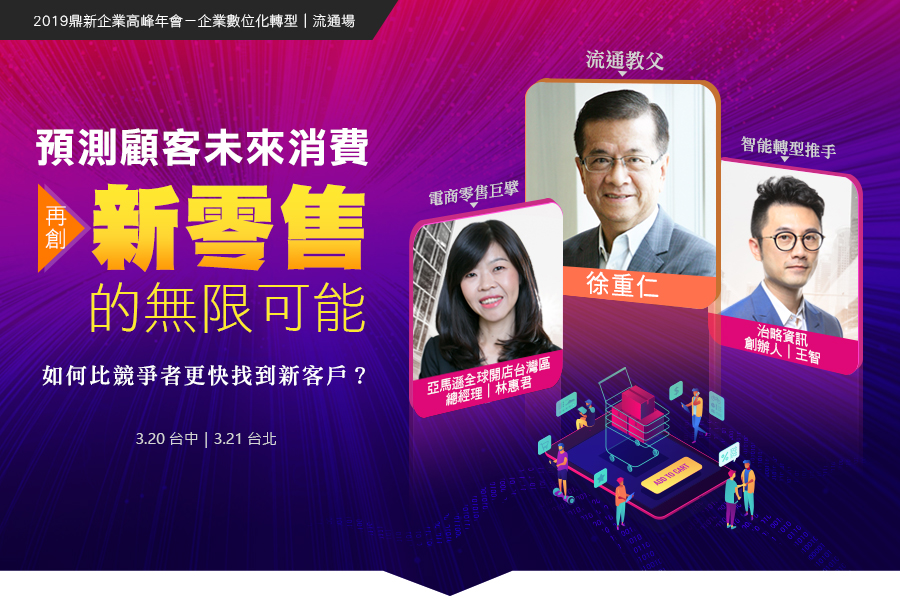 2019鼎新企業高峰年會－企業數位化轉型｜流通場
預測顧客未來消費
再創
新零售
的無限可能
如何比競爭者更快找到新客戶？
3.20 台中 | 3.21 台北
流通教父
徐重仁
電商零售巨擘
亞馬遜全球開店台灣區
總經理｜林惠君
智能轉型推手
治略資訊
創辦人｜王智
ADD TO CART